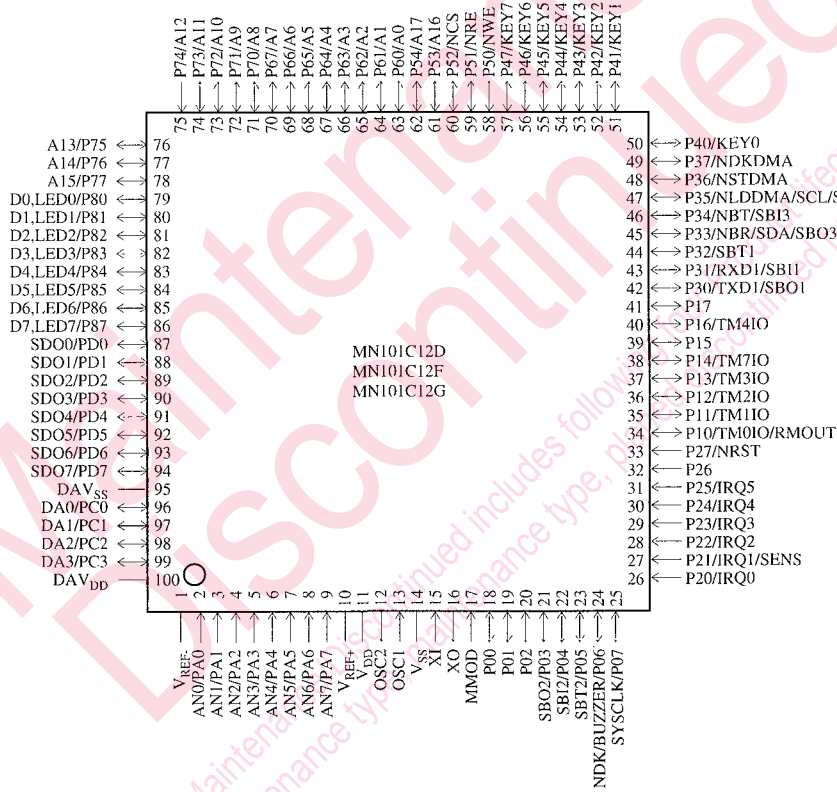 P74/A12
P73/A11
P72/A10
P71/A9
P70/A8
P67/A7
P66/A6
P65/A5
P64/A4
P63/A3
P62/A2
P61/A1
P60/A0
P54/A17
P53/A16
P52/NCS
P51/NRE
P50/NWE
P47/KEY7
P46/KEY6
P45/KEY5
P44/KEY4
P43/KEY3
P42/KEY2
P41/KEY1
75 74 73 72 71 70 69 68 67 66 65 64 63 62 61 60 59 58 57 56 55 54 53 52 51
A13/P75 76
A14/P76 77
A15/P77 78
D0,LED0/P80 79
D1,LED1/P81 80
D2,LED2/P82 81
D3,LED3/P83 82
D4,LED4/P84 83
D5,LED5/P85 84
D6,LED6/P86 85
D7,LED7/P87 86
SDO0/PD0 87
SDO1/PD1 88
SDO2/PD2 89
SDO3/PD3 90
SDO4/PD4 91
SDO5/PD5 92
SDO6/PD6 93
SDO7/PD7 94
DAVSS 95
DA0/PC0 96
DA1/PC1 97
DA2/PC2 98
DA3/PC3 99
DAVDD 100
MN101C12D
MN101C12F
MN101C12G
50 P40/KEY0
49 P37/NDKDMA
48 P36/NSTDMA
47 P35/NLDDMA/SCL/S
46 P34/NBT/SBI3
45 P33/NBR/SDA/SBO3
44 P32/SBT1
43 P31/RXD1/SBI1
42 P30/TXD1/SBO1
41 P17
40 P16/TM4IO
39 P15
38 P14/TM7IO
37 P13/TM3IO
36 P12/TM2IO
35 P11/TM1IO
34 P10/TM0IO/RMOUT
33 P27/NRST
32 P26
31 P25/IRQ5
30 P24/IRQ4
29 P23/IRQ3
28 P22/IRQ2
27 P21/IRQ1/SENS
26 P20/IRQ0
1 2 3 4 5 6 7 8 9 10 11 12 13 14 15 16 17 18 19 20 21 22 23 24 25
VREF-
AN0/PA0
AN1/PA1
AN2/PA2
AN3/PA3
AN4/PA4
AN5/PA5
AN6/PA6
AN7/PA7
VREF+
VDD
OSC2
OSC1
VSS
XI
XO
MMOD
P00
P01
P02
SBO2/P03
SBI2/P04
SBT2/P05
NDK/BUZZER/P06
SYSCLK/P07
Maintenance
Discontinued
Maintenance Discontinued includes following
maintenance type,